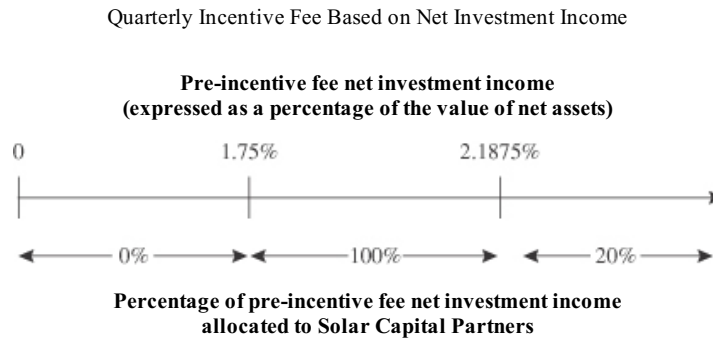 Quarterly Incentive Fee Based on Net Investment Income
Pre-incentive fee net investment income
(expressed as a percentage of the value of net assets)
0 1.75% 2.1875%
0% 100% 20%
Percentage of pre-incentive fee net investment income
allocated to Solar Capital Partners